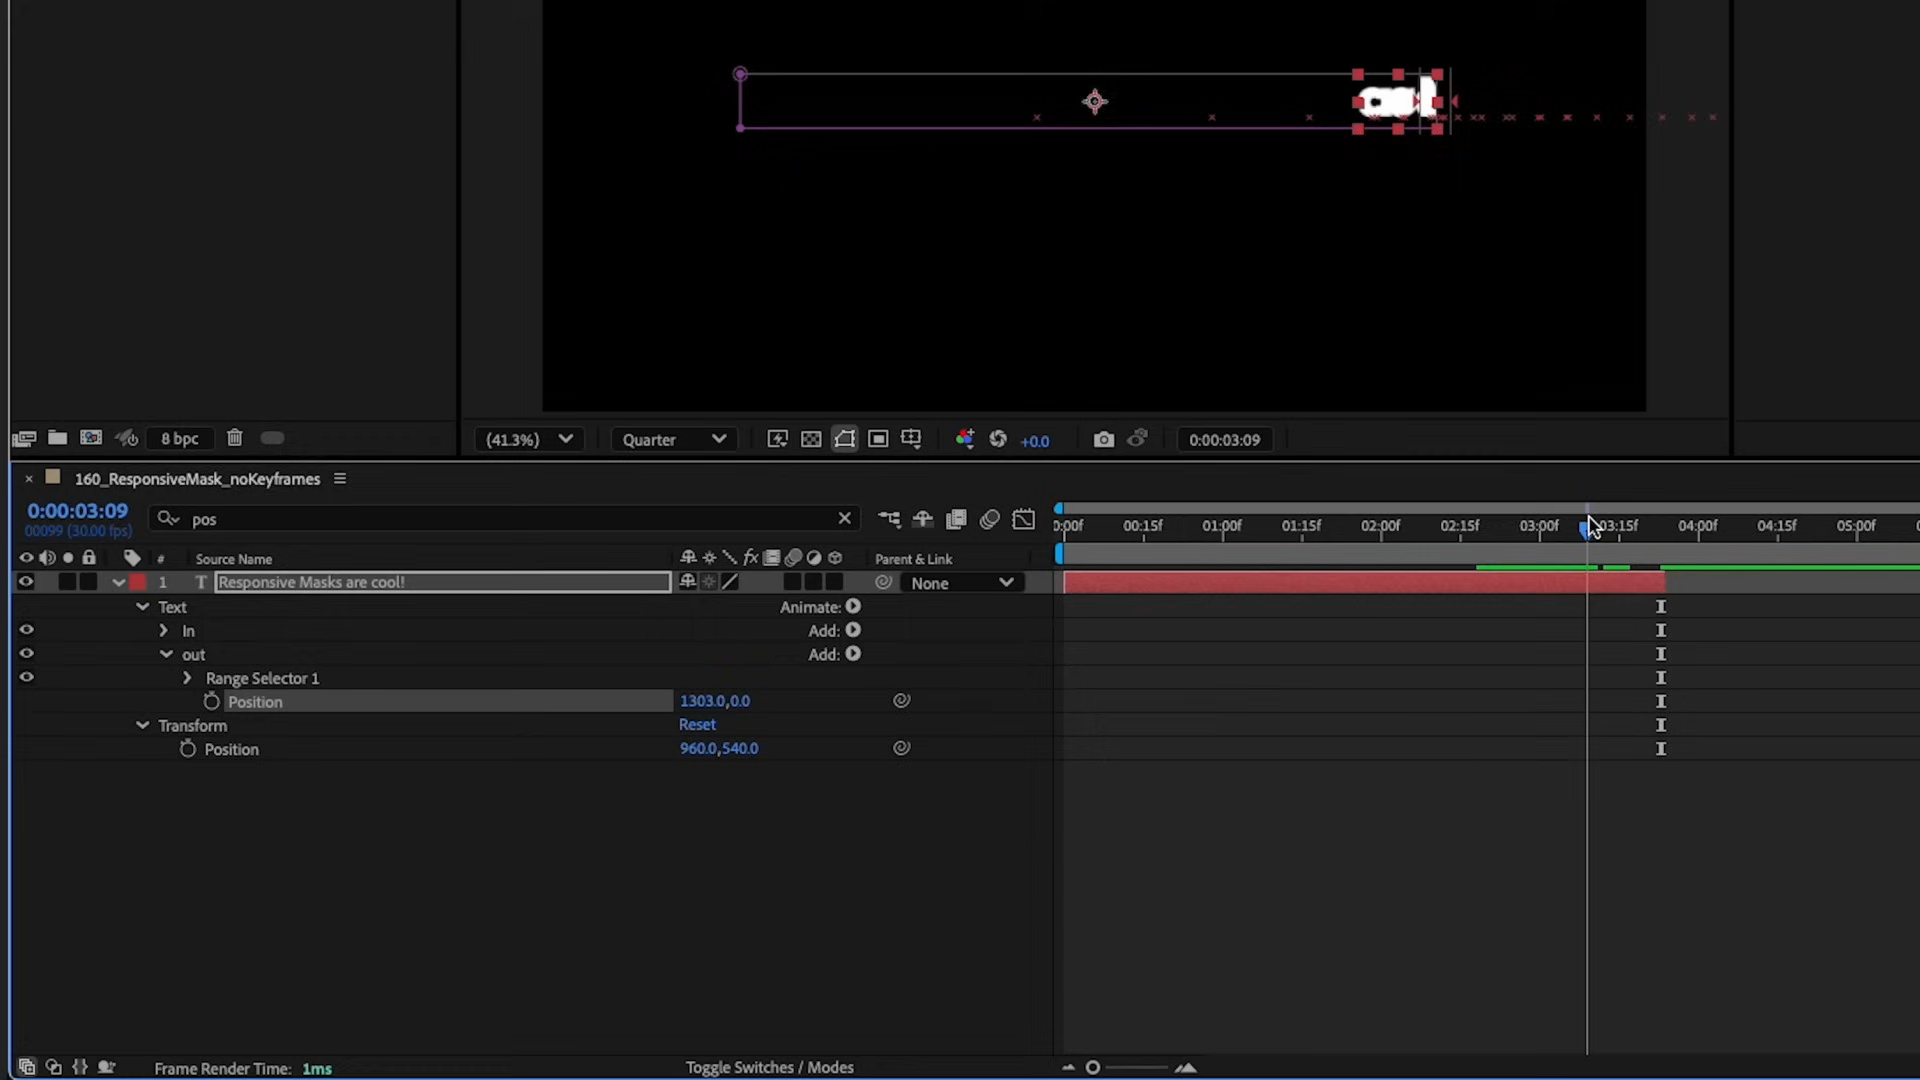 8 bpc
(41.3%)
Quarter
+0.0
0:00:03:09
160_ResponsiveMask_noKeyframes
0:00:03:09
00099 (30.00 fps)
pos
0:00f 00:15f 01:00f 01:15f 02:00f 02:15f 03:00f 03:15f 04:00f 04:15f 05:00f
# Source Name
fx
Parent & Link
1 T Responsive Masks are cool!
None
Text
Animate:
In
Add:
out
Add:
Range Selector 1
Position
1303.0,0.0
Transform
Reset
Position
960.0,540.0
Frame Render Time: 1ms
Toggle Switches / Modes